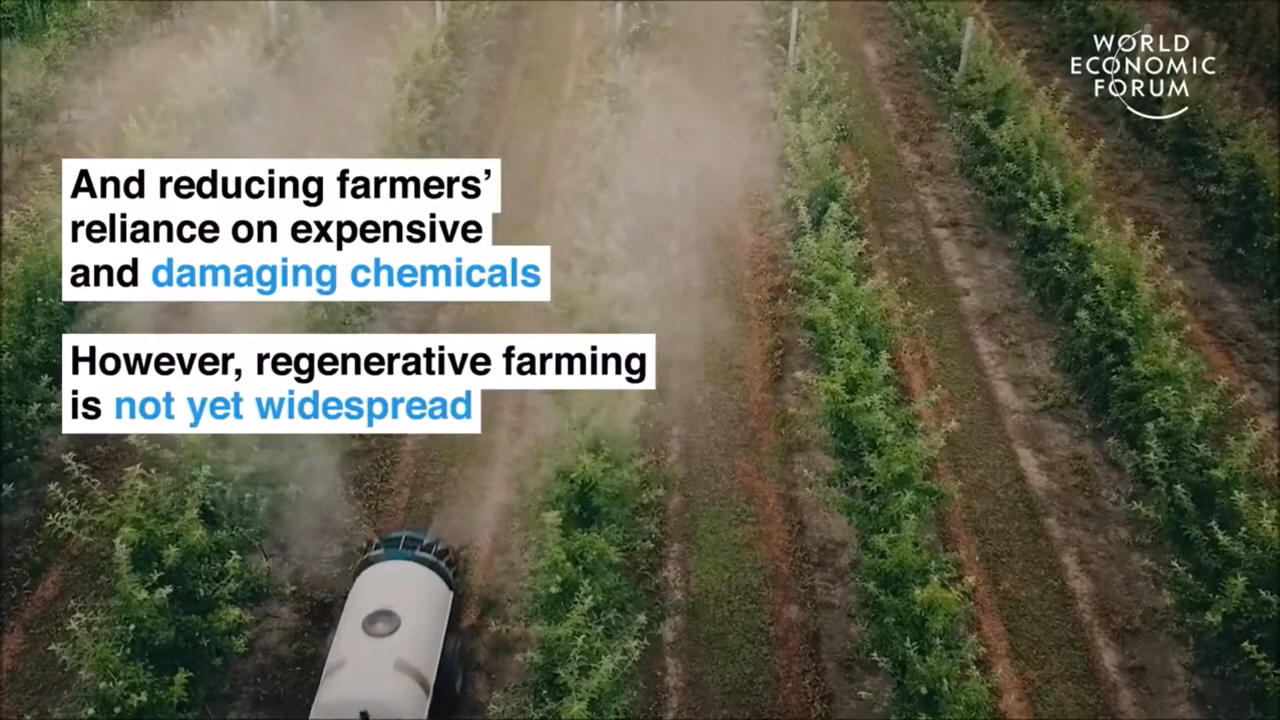 WORLD
ECONOMIC
FORUM
And reducing farmers’
reliance on expensive
and damaging chemicals
However, regenerative farming
is not yet widespread